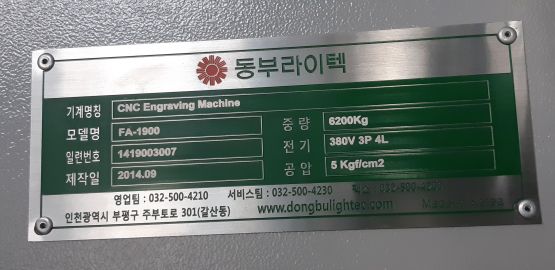 동부라이텍
기계명칭 CNC Engraving Machine
모델명 FA-1900 중량 6200Kg
일련번호 1419003007 전기 380V 3P 4L
제작일 2014.09 공압 5 Kgf/cm2
영업팀 : 032-500-4210 서비스팀 : 032-500-4230 팩스 :
인천광역시 부평구 주부토로 301(갈산동) www.dongbulightec.com